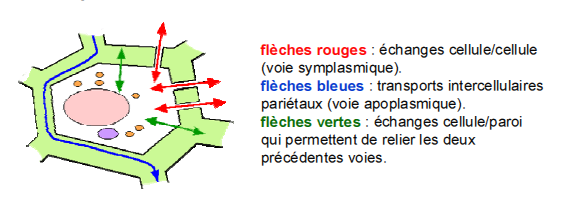 flèches rouges : échanges cellule/cellule
(voie symplasmique).
flèches bleues : transports intercellulaires
pariétaux (voie apoplasmique).
flèches vertes : échanges cellule/paroi
qui permettent de relier les deux
précédentes voies.